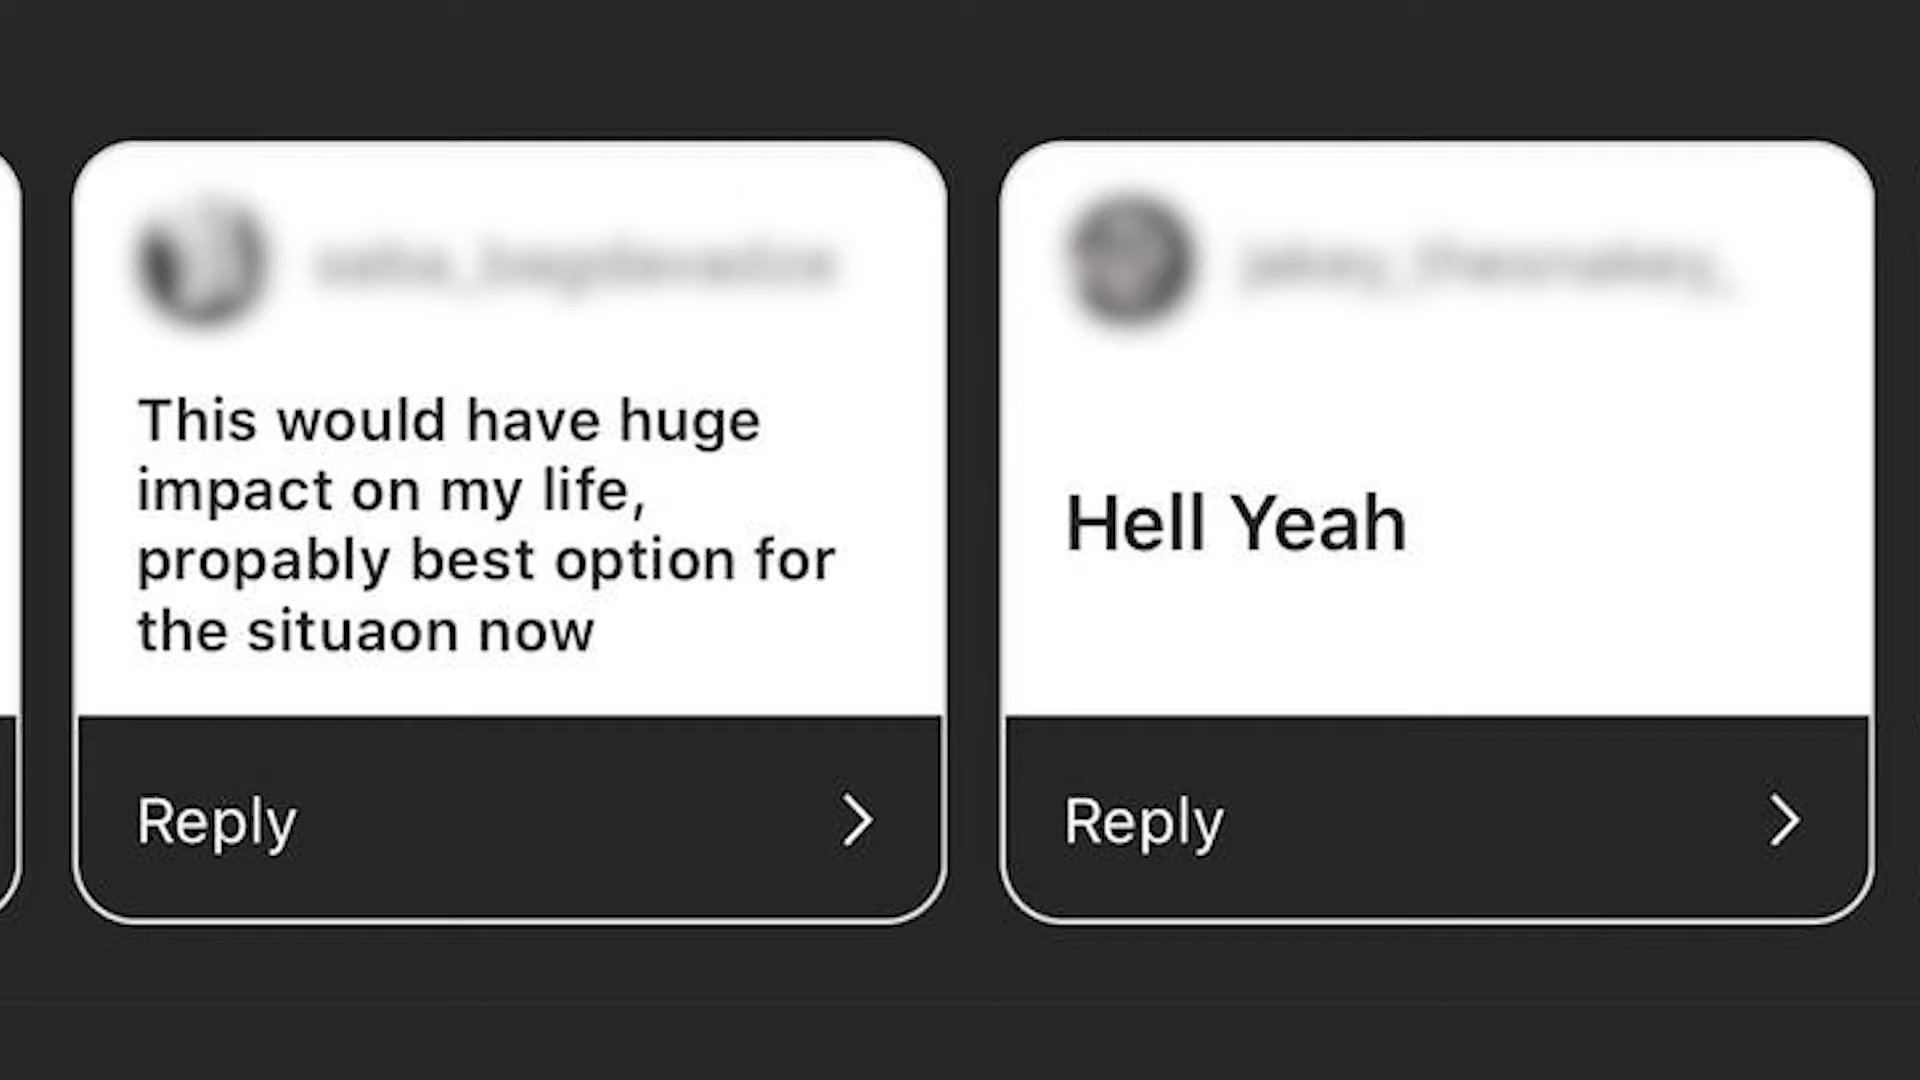 This would have huge
impact on my life,
propably best option for
the situaon now
Reply
Hell Yeah
Reply